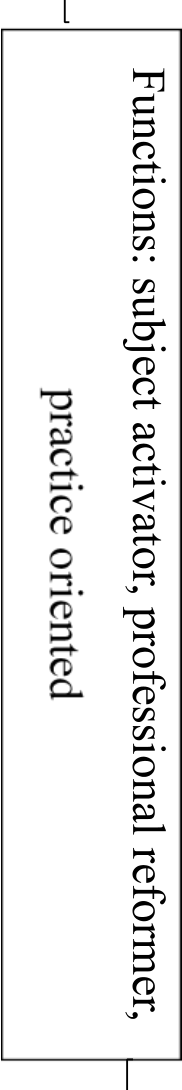 Functions: subject activator, professional reformer,
practice oriented